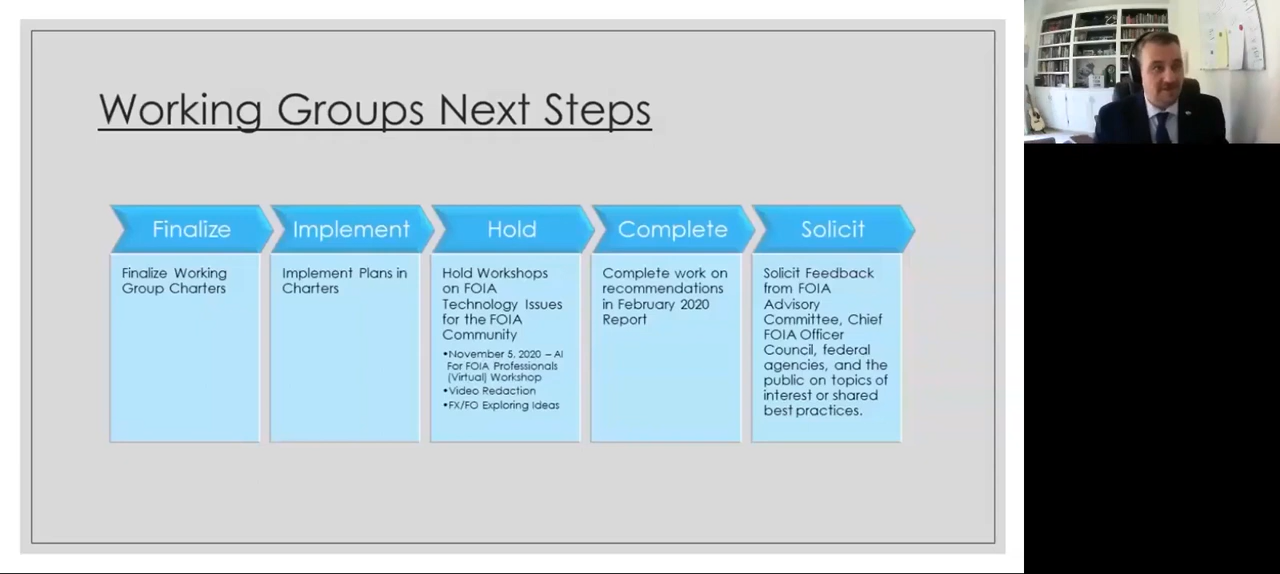 Working Groups Next Steps
Finalize
Implement
Hold
Complete
Solicit
Finalize Working
Group Charters
Implement Plans in
Charters
Hold Workshops
on FOIA
Technology Issues
for the FOIA
Community
•November 5, 2020 – AI
For FOIA Professionals
(Virtual) Workshop
•Video Redaction
•FX/FO Exploring Ideas
Complete work on
recommendations
in February 2020
Report
Solicit Feedback
from FOIA
Advisory
Committee, Chief
FOIA Officer
Council, federal
agencies, and the
public on topics of
interest or shared
best practices.